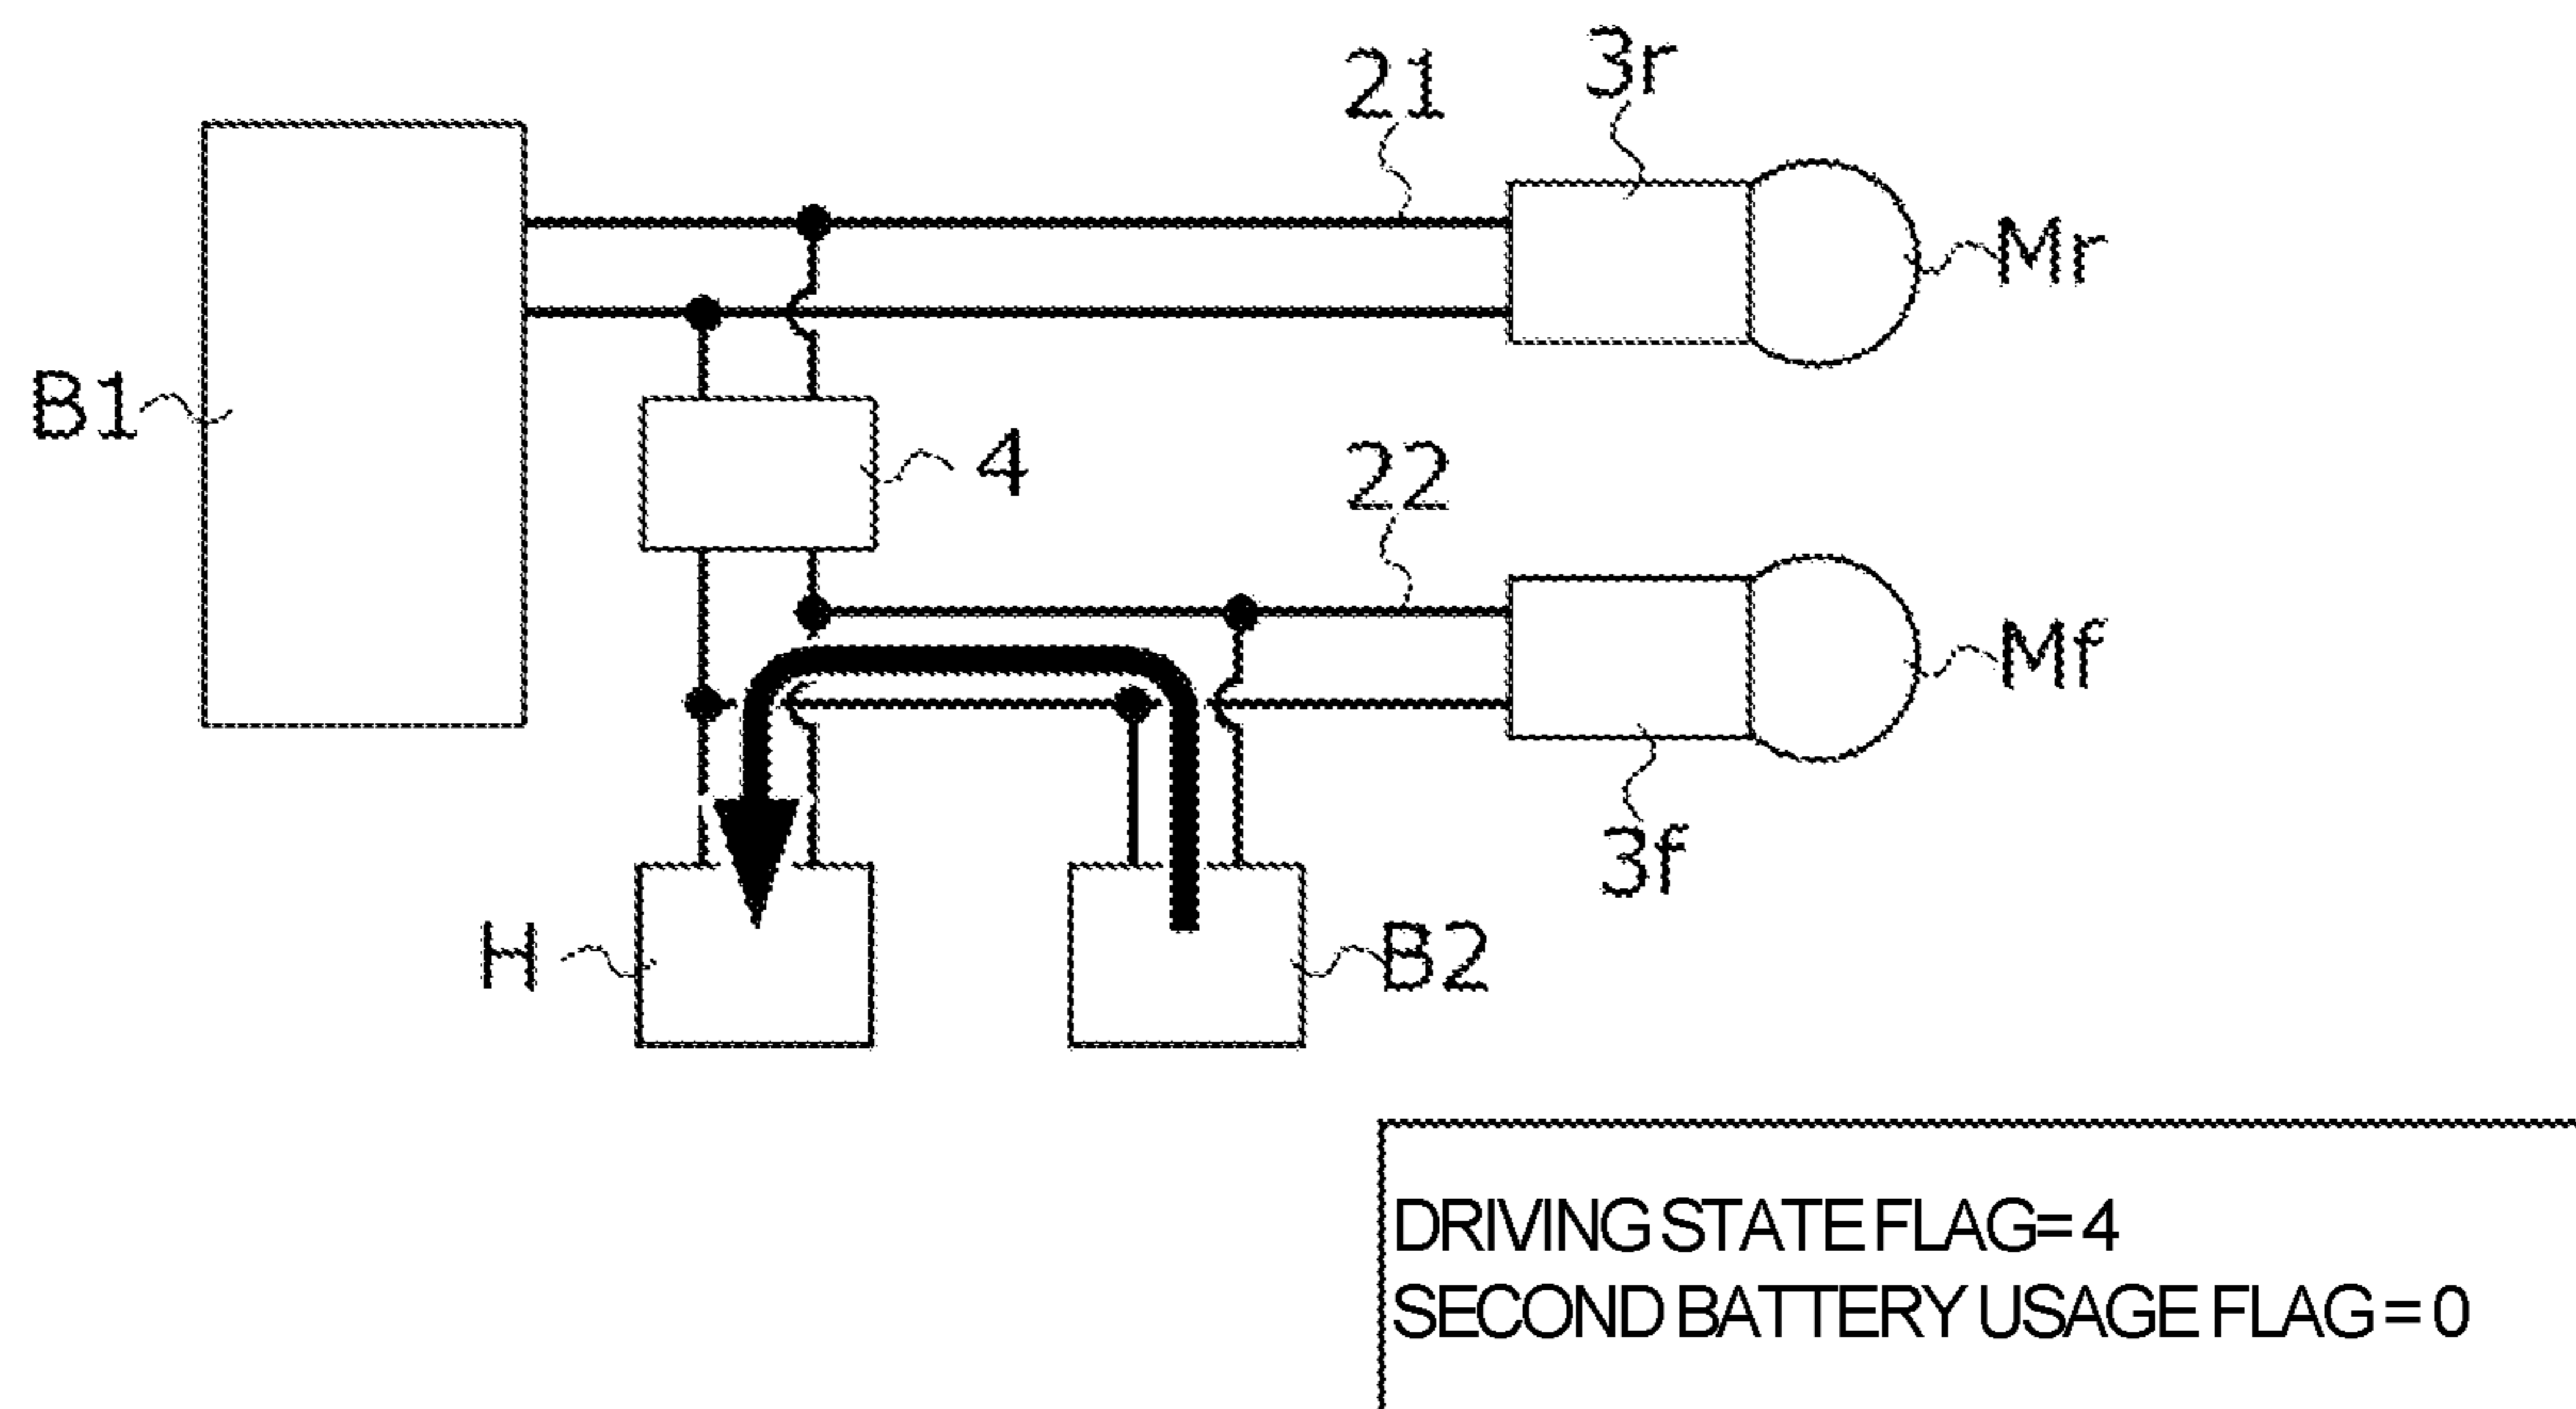 21
3r
Mr
B1
4
22
Mf
3f
H
B2
DRIVING STATE FLAG=4
SECOND BATTERY USAGE FLAG=0